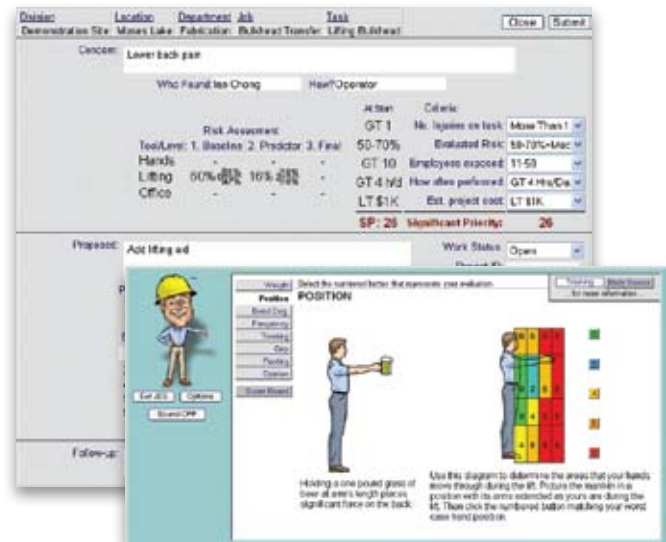 Division Location Department Job Task
Demonstration Site Moses Lake Fabrication Bulkhead Transfer Lifting Bulkhead
Close Submit
Concern: Lower back pain
Who Found: Ian Chong How? Operator
At Start Criteria
Risk Assessment
Tool/Level: 1. Baseline 2. Predictor 3. Final
Hands - - -
Lifting 60% 16% -
Office - - -
GT 1 No. Injuries on task: More Than 1
50-70% Evaluated Risk:
GT 10 Employees exposed: 11-50
GT 4 h/d How often performed: GT 4 Hrs/Da
LT $1K Est. project cost: LT $1K
SP: 26 Significant Priority: 26
Proposed: Add lifting aid
Work Status: Open
Follow-up:
Select the numbered factor that represents your evaluation.
POSITION
Training
for more information
Weight
Position
Frequency
Twisting
Score Board
Options
Sound OFF
Holding a one pound glass of
beer at arm's length places
significant force on the back.
Use this diagram to determine the areas that your hands
move through during the lift. Picture the man in a
position with its arms extended as yours are during the
lift. Then click the numbered button matching your worst
case hand position.